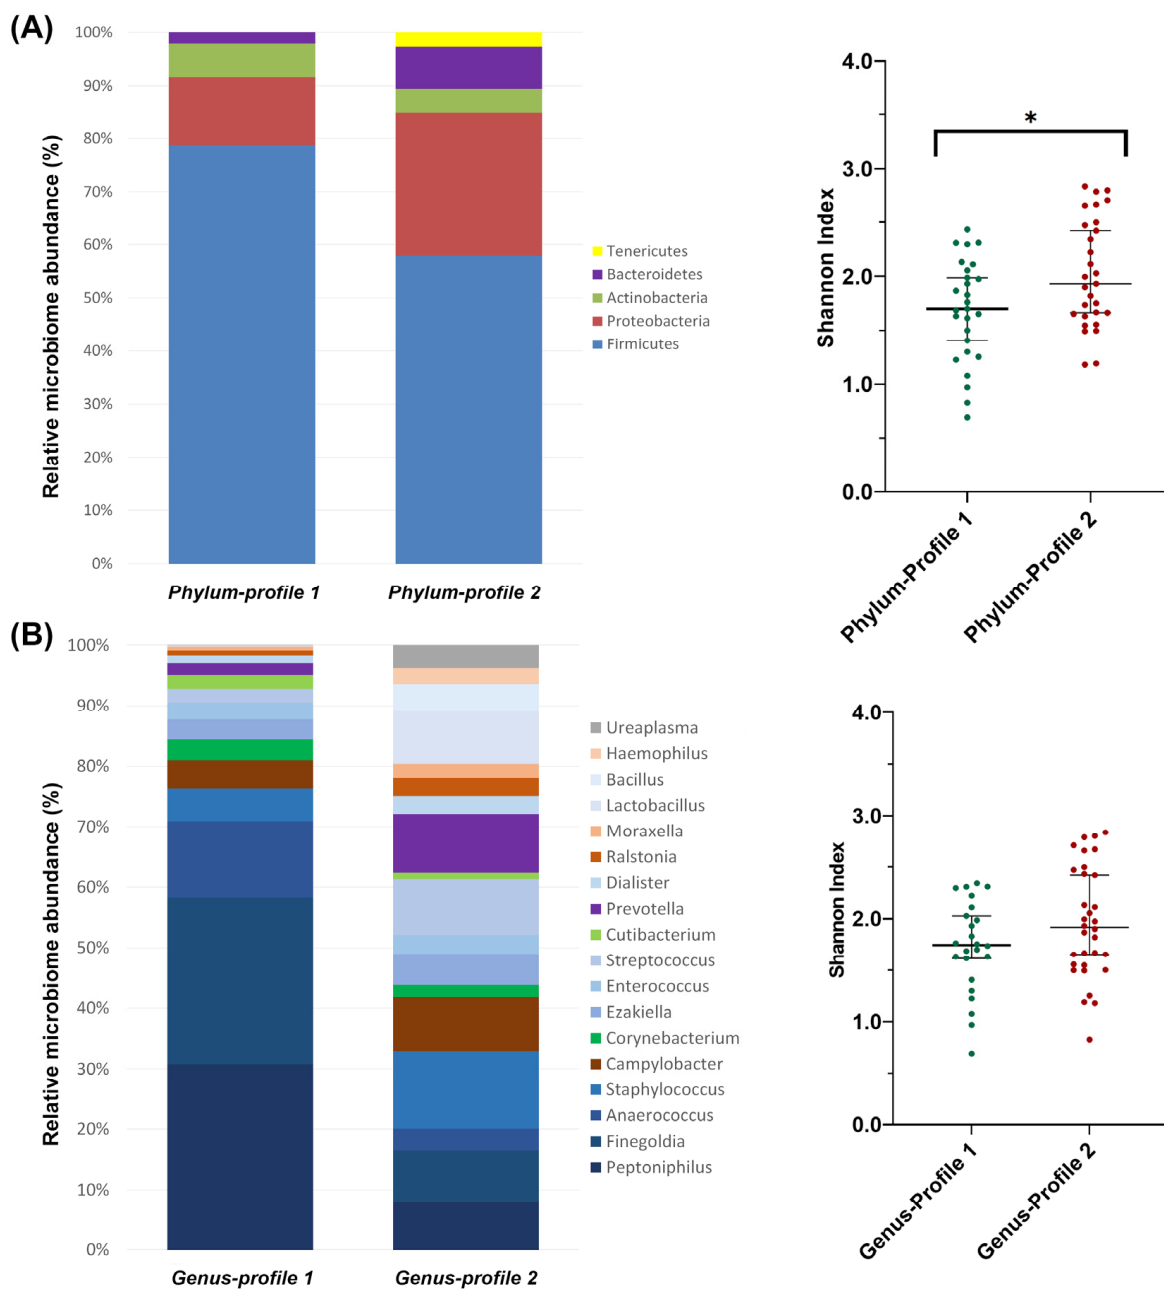 (A)
Relative microbiome abundance (%)
100%
90%
80%
70%
60%
50%
40%
30%
20%
10%
0%
Phylum-profile 1
Phylum-profile 2
Tenericutes
Bacteroidetes
Actinobacteria
Proteobacteria
Firmicutes
Shannon Index
4.0
3.0
2.0
1.0
0.0
*
Phylum-Profile 1
Phylum-Profile 2
(B)
Relative microbiome abundance (%)
100%
90%
80%
70%
60%
50%
40%
30%
20%
10%
0%
Genus-profile 1
Genus-profile 2
Ureaplasma
Haemophilus
Bacillus
Lactobacillus
Moraxella
Ralstonia
Dialister
Prevotella
Cutibacterium
Streptococcus
Enterococcus
Ezakiella
Corynebacterium
Campylobacter
Staphylococcus
Anaerococcus
Finegoldia
Peptoniphilus
Shannon Index
4.0
3.0
2.0
1.0
0.0
Genus-Profile 1
Genus-Profile 2